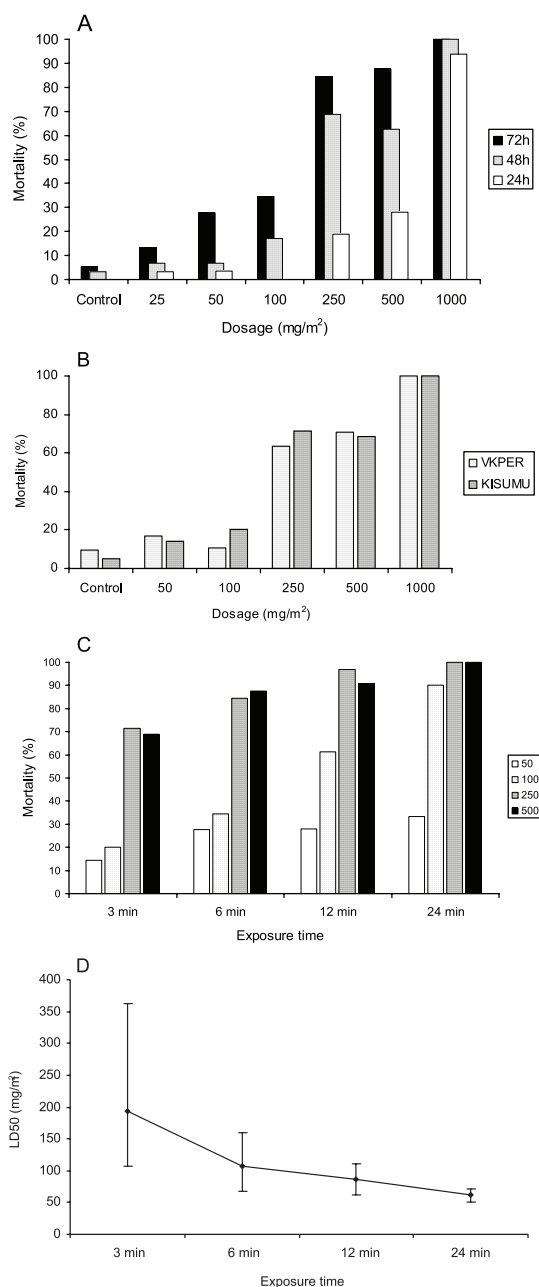 A
100
90
80
70
60
50
40
30
20
10
0
Mortality (%)
Control 25 50 100 250 500 1000
Dosage (mg/m²)
72h
48h
24h
B
100
80
60
40
20
0
Mortality (%)
Control 50 100 250 500 1000
Dosage (mg/m²)
VKPER
KISUMU
C
100
90
80
70
60
50
40
30
20
10
0
Mortality (%)
3 min 6 min 12 min 24 min
Exposure time
50
100
250
500
D
400
350
300
250
200
150
100
50
0
LD50 (mg/m²)
3 min 6 min 12 min 24 min
Exposure time